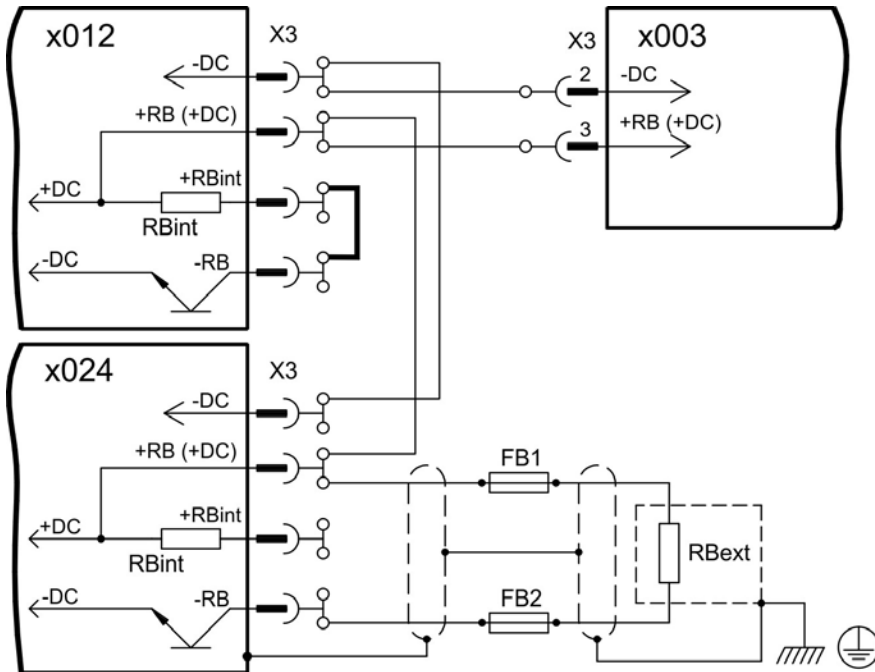 x012
X3
-DC
+RB (+DC)
+RBint
+DC
RBint
-DC
-RB
X3
x003
2
-DC
3
+RB (+DC)
x024
X3
-DC
+RB (+DC)
+RBint
+DC
RBint
-DC
-RB
FB1
RBext
FB2